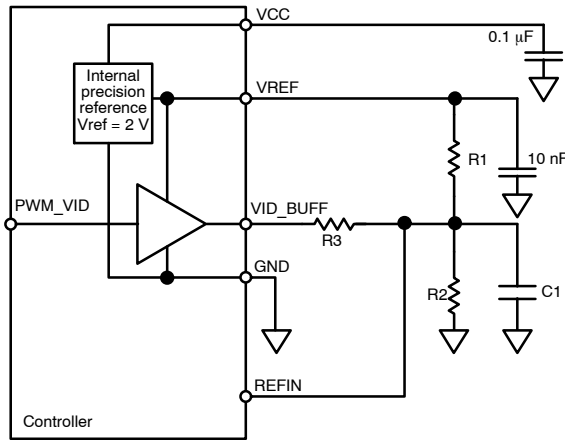 VCC
0.1 µF
Internal
precision
reference
Vref = 2 V
VREF
R1
10 nF
PWM_VID
VID_BUFF
R3
GND
R2
C1
REFIN
Controller